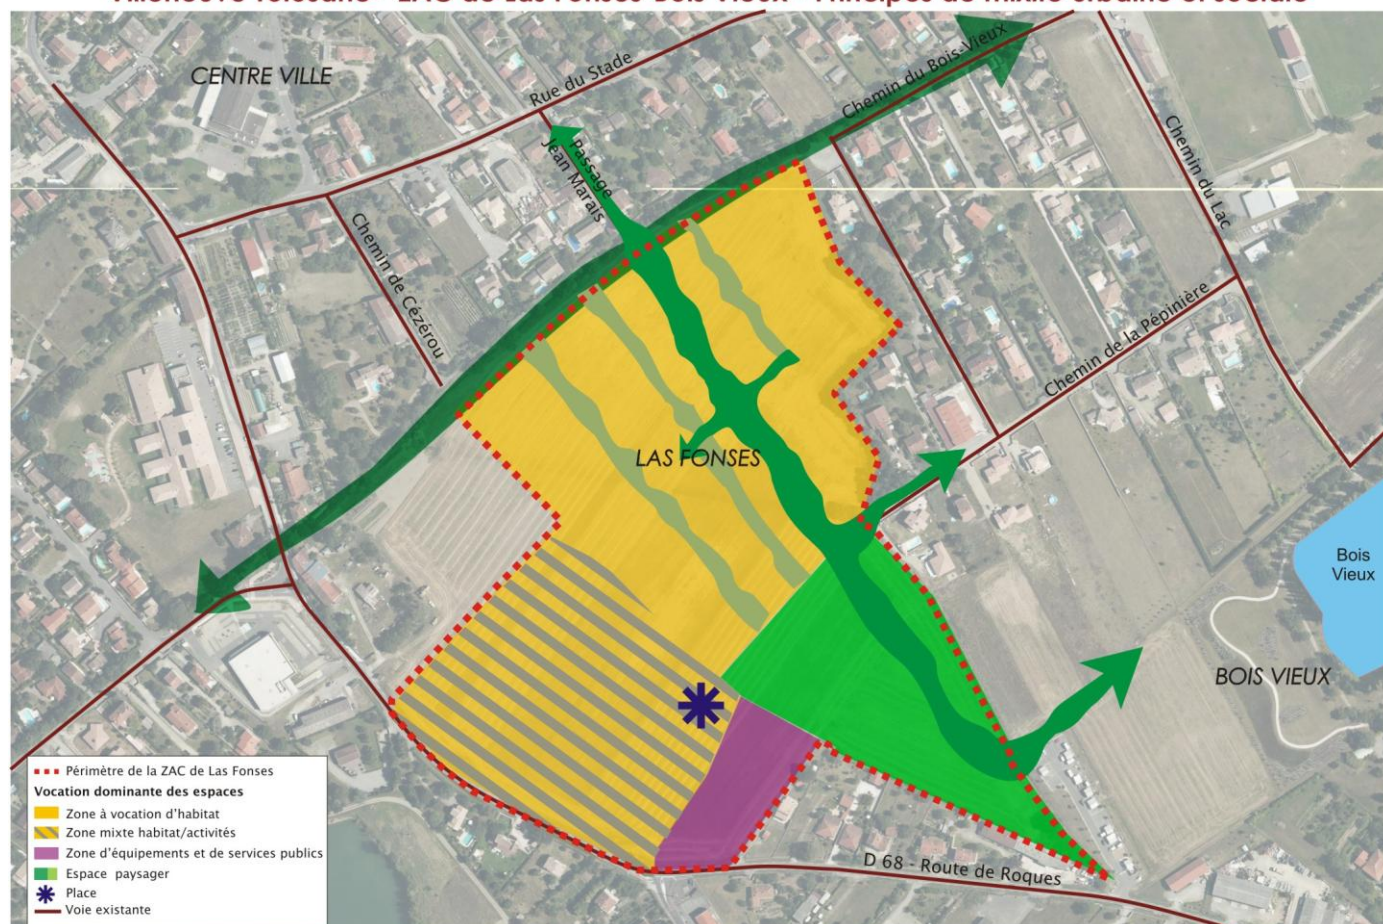 CENTRE VILLE
Rue du Stade
Chemin du Bois-Vieux
Passage
Jean Marais
Chemin du Lac
Chemin de Cézérou
Chemin de la Pépinière
LAS FONSES
Bois
Vieux
BOIS VIEUX
D 68 - Route de Roques
Périmètre de la ZAC de Las Fonses
Vocation dominante des espaces
Zone à vocation d'habitat
Zone mixte habitat/activités
Zone d'équipements et de services publics
Espace paysager
Place
Voie existante